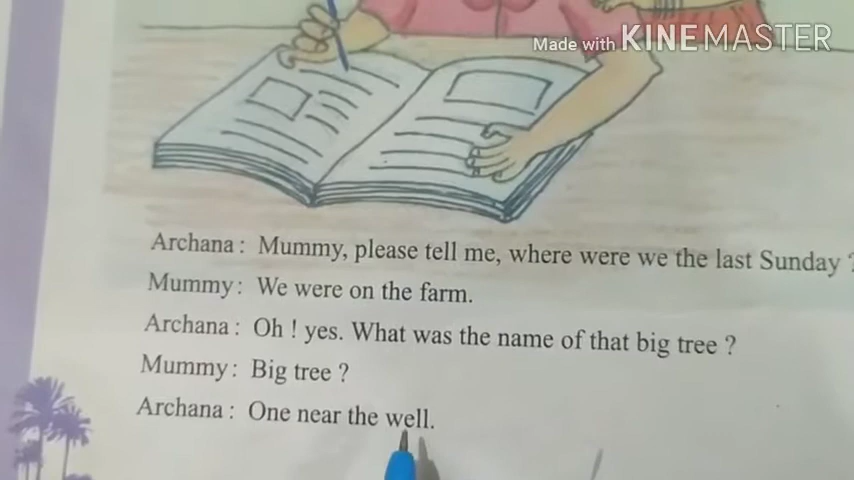 Made with KINEMASTER
Archana : Mummy, please tell me, where were we the last Sunday ?
Mummy : We were on the farm.
Archana : Oh ! yes. What was the name of that big tree ?
Mummy : Big tree ?
Archana : One near the well.